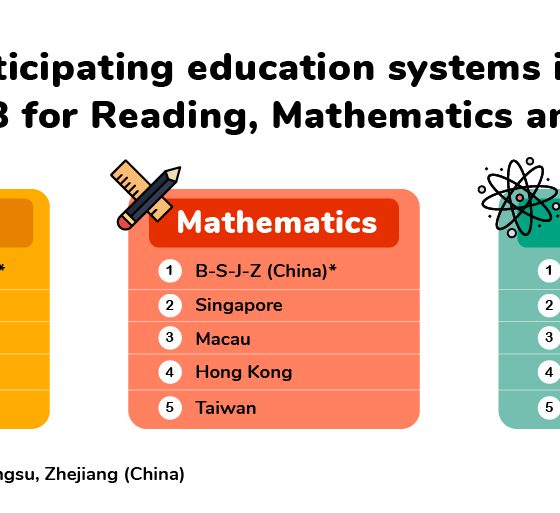 ticipating education systems i
3 for Reading, Mathematics an
Mathematics
*
1 B-S-J-Z (China)*
2 Singapore
3 Macau
4 Hong Kong
5 Taiwan
1
2
3
4
5
ngsu, Zhejiang (China)